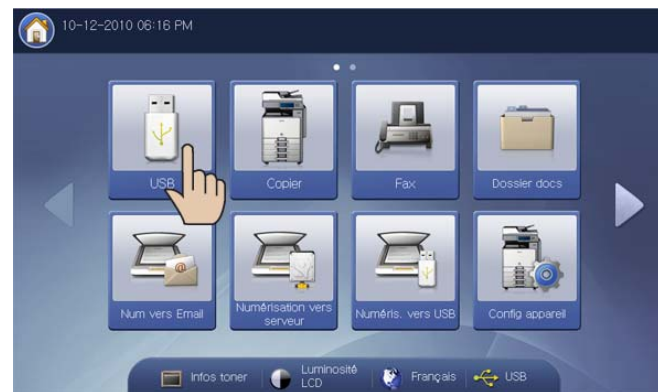 10-12-2010 06:16 PM
USB
Copier
Fax
Dossier docs
Num vers Email
Numérisation vers
serveur
Numéris. vers USB
Config appareil
Infos toner
Luminosité
LCD
Français
USB